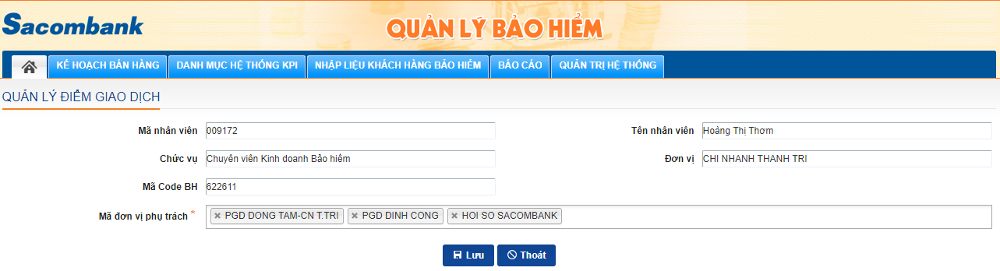 Sacombank
QUẢN LÝ BẢO HIỂM
KẾ HOẠCH BÁN HÀNG DANH MỤC HỆ THỐNG KPI NHẬP LIỆU KHÁCH HÀNG BẢO HIỂM BÁO CÁO QUẢN TRỊ HỆ THỐNG
QUẢN LÝ ĐIỂM GIAO DỊCH
Mã nhân viên 009172 Tên nhân viên Hoàng Thị Thơm
Chức vụ Chuyên viên Kinh doanh Bảo hiểm Đơn vị CHI NHANH THANH TRI
Mã Code BH 622611
Mã đơn vị phụ trách * PGD DONG TAM-CN T.TRI PGD DINH CONG HOI SO SACOMBANK
Lưu Thoát